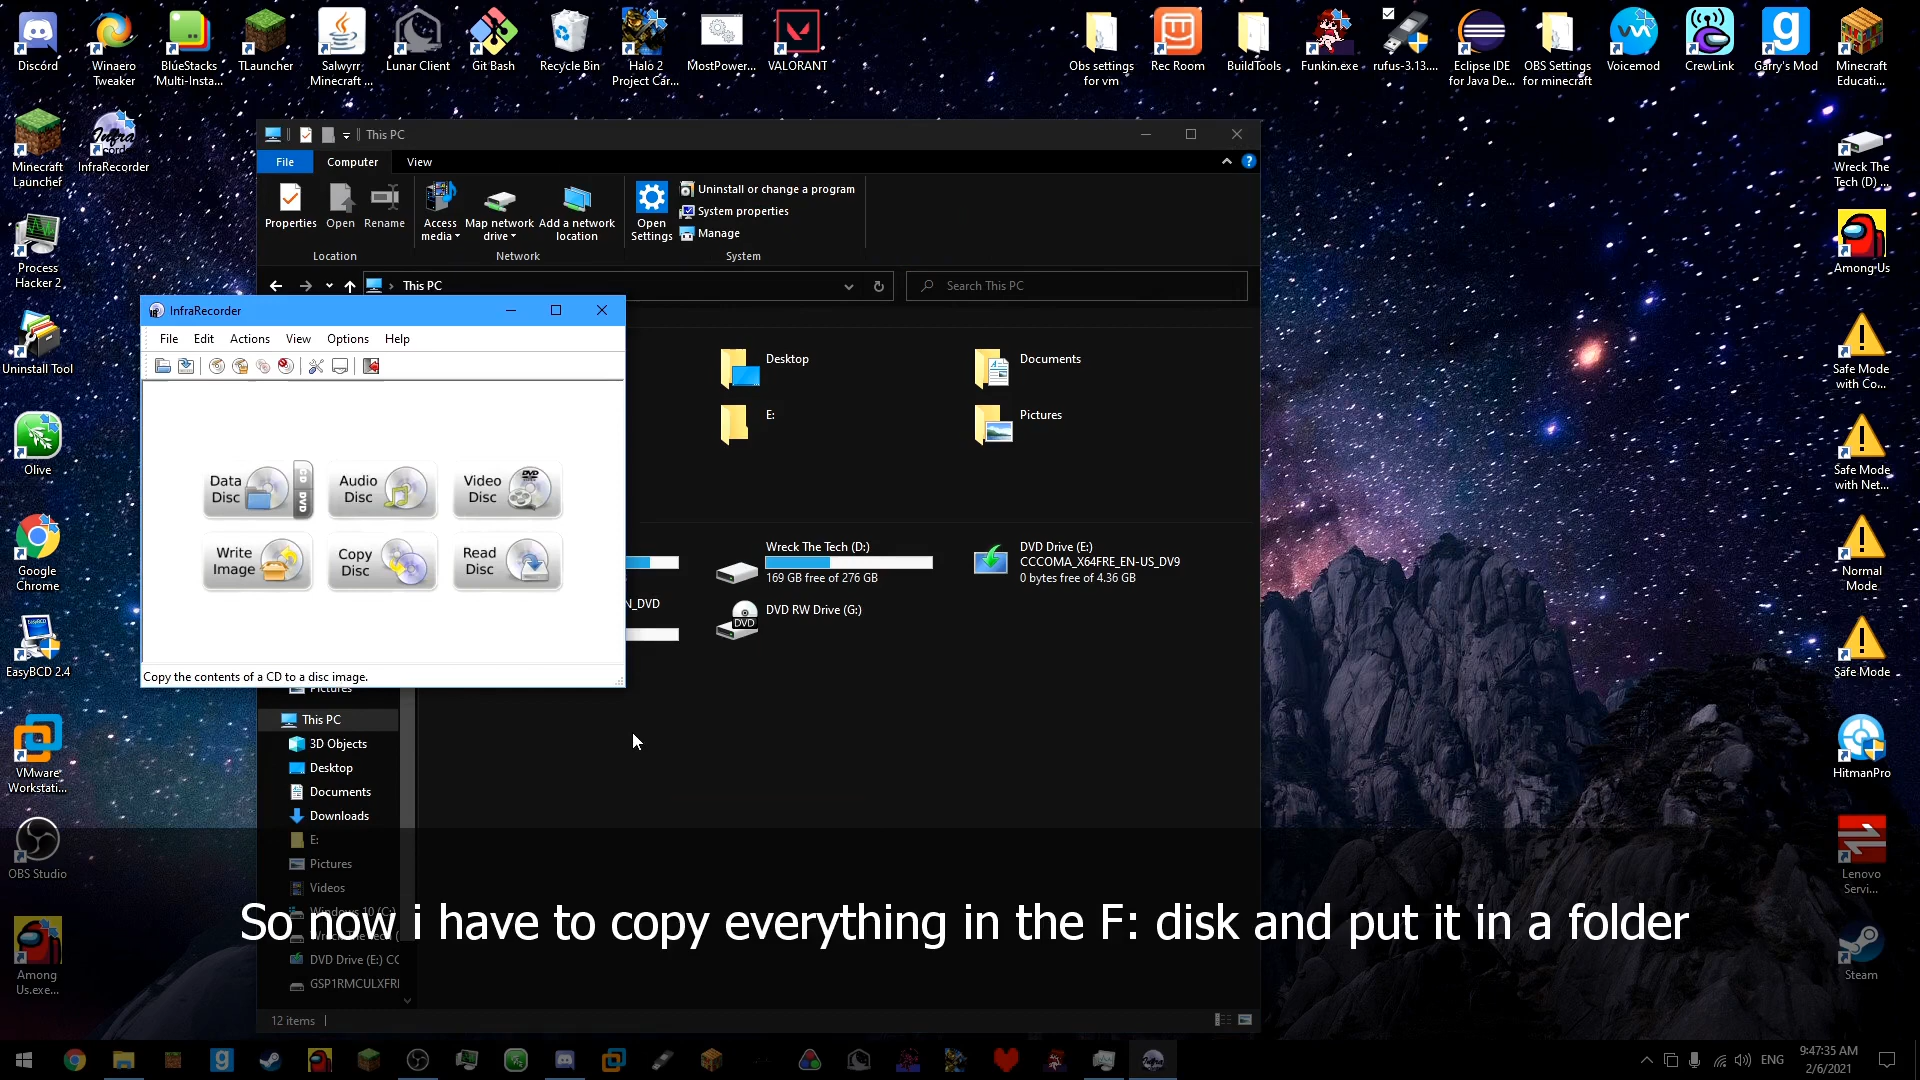 Discord
Winaero
Tweaker
BlueStacks
Multi-Insta...
TLauncher
Salwyrr
Minecraft ...
Lunar Client
Git Bash
Recycle Bin
Halo 2
Project Car...
MostPower...
VALORANT
Obs settings
for vm
Rec Room
BuildTools
Funkin.exe
rufus-3.13....
Eclipse IDE
for Java De...
OBS Settings
for minecraft
Voicemod
CrewLink
Garry's Mod
Minecraft
Educati...
Minecraft
Launcher
InfraRecorder
Process
Hacker 2
Uninstall Tool
Olive
Google
Chrome
EasyBCD 2.4
VMware
Workstati...
OBS Studio
Among
Us.exe...
Wreck The
Tech (D) ...
Among Us
Safe Mode
with Co...
Safe Mode
with Net...
Normal
Mode
Safe Mode
HitmanPro
Lenovo
Servi...
Steam
This PC
File
Computer
View
Properties
Open
Rename
Access
media
Map network
drive
Add a network
location
Open
Settings
Uninstall or change a program
System properties
Manage
Location
Network
System
This PC
Search This PC
Desktop
Documents
E:
Pictures
Wreck The Tech (D:)
169 GB free of 276 GB
DVD Drive (E:)
CCCOMA_X64FRE_EN-US_DV9
0 bytes free of 4.36 GB
N_DVD
DVD RW Drive (G:)
DVD
InfraRecorder
File Edit Actions View Options Help
Data
Disc
CD
DVD
Audio
Disc
Video
Disc
DVD
Write
Image
Copy
Disc
Read
Disc
Copy the contents of a CD to a disc image.
Pictures
This PC
3D Objects
Desktop
Documents
Downloads
E:
Pictures
Videos
Windows 10 (C:)
Wreck The Tech (
DVD Drive (E:) CC
GSP1RMCULXFRI
So now i have to copy everything in the F: disk and put it in a folder
12 items
ENG
9:47:35 AM
2/6/2021